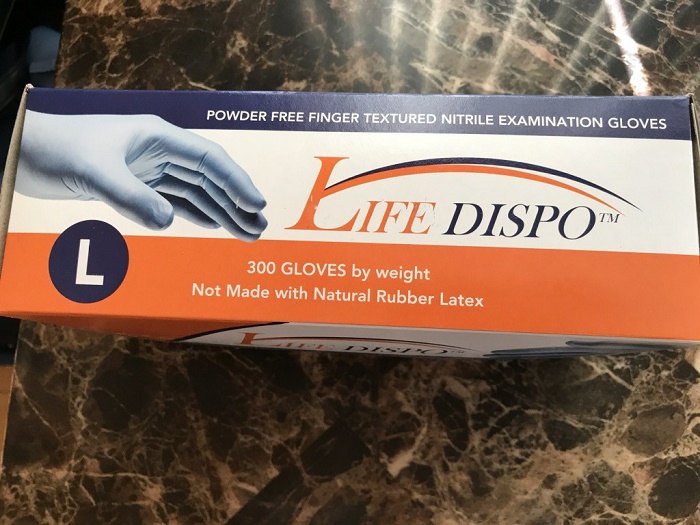 POWDER FREE FINGER TEXTURED NITRILE EXAMINATION GLOVES
LIFE DISPO™
L
300 GLOVES by weight
Not Made with Natural Rubber Latex
LIFE DISPO™